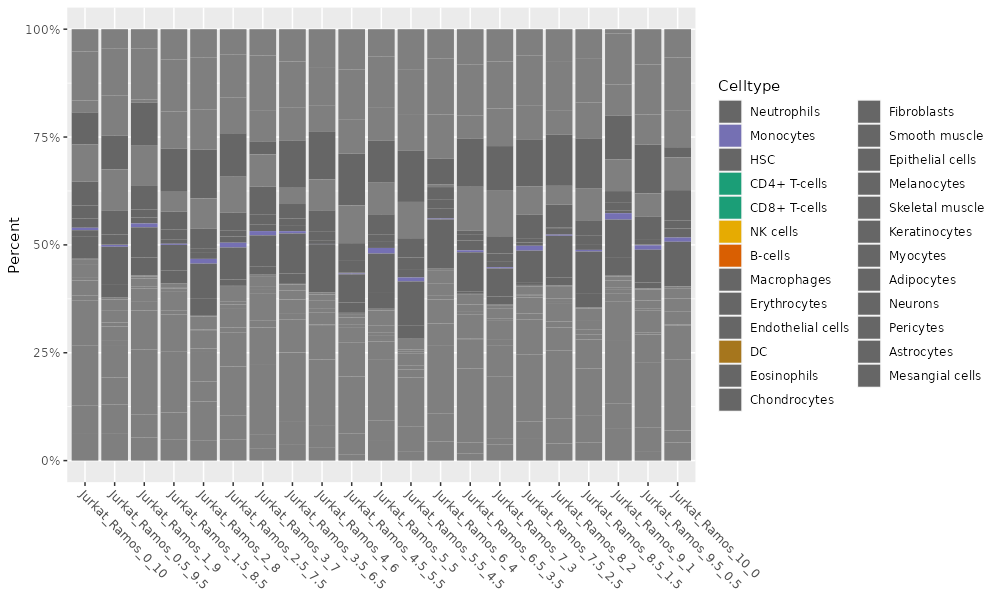 100%
75%
50%
25%
0%
Percent
Jurkat_Ramos_0_10
Jurkat_Ramos_0.5_9.5
Jurkat_Ramos_1_9
Jurkat_Ramos_1.5_8.5
Jurkat_Ramos_2_8
Jurkat_Ramos_2.5_7.5
Jurkat_Ramos_3_7
Jurkat_Ramos_3.5_6.5
Jurkat_Ramos_4_6
Jurkat_Ramos_4.5_5.5
Jurkat_Ramos_5_5
Jurkat_Ramos_5.5_4.5
Jurkat_Ramos_6_4
Jurkat_Ramos_6.5_3.5
Jurkat_Ramos_7_3
Jurkat_Ramos_7.5_2.5
Jurkat_Ramos_8_2
Jurkat_Ramos_8.5_1.5
Jurkat_Ramos_9_1
Jurkat_Ramos_9.5_0.5
Jurkat_Ramos_10_0
Celltype
Neutrophils
Monocytes
HSC
CD4+ T-cells
CD8+ T-cells
NK cells
B-cells
Macrophages
Erythrocytes
Endothelial cells
DC
Eosinophils
Chondrocytes
Fibroblasts
Smooth muscle
Epithelial cells
Melanocytes
Skeletal muscle
Keratinocytes
Myocytes
Adipocytes
Neurons
Pericytes
Astrocytes
Mesangial cells